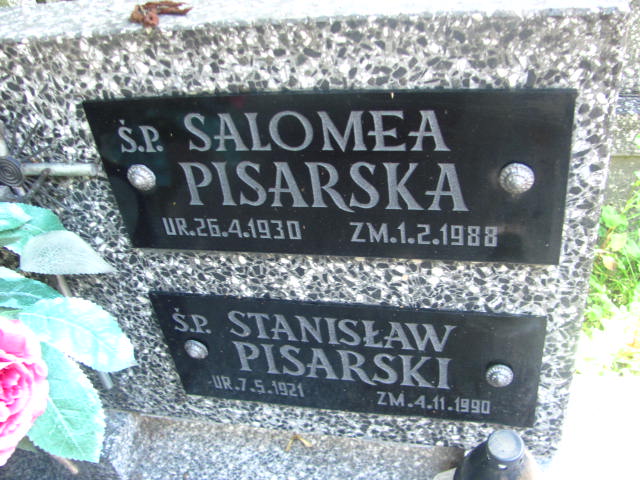 Ś.P. SALOMEA
PISARSKA
UR.26.4.1930 ZM.1.2.1988
Ś.P. STANISŁAW
PISARSKI
UR.7.5.1921 ZM.4.11.1990